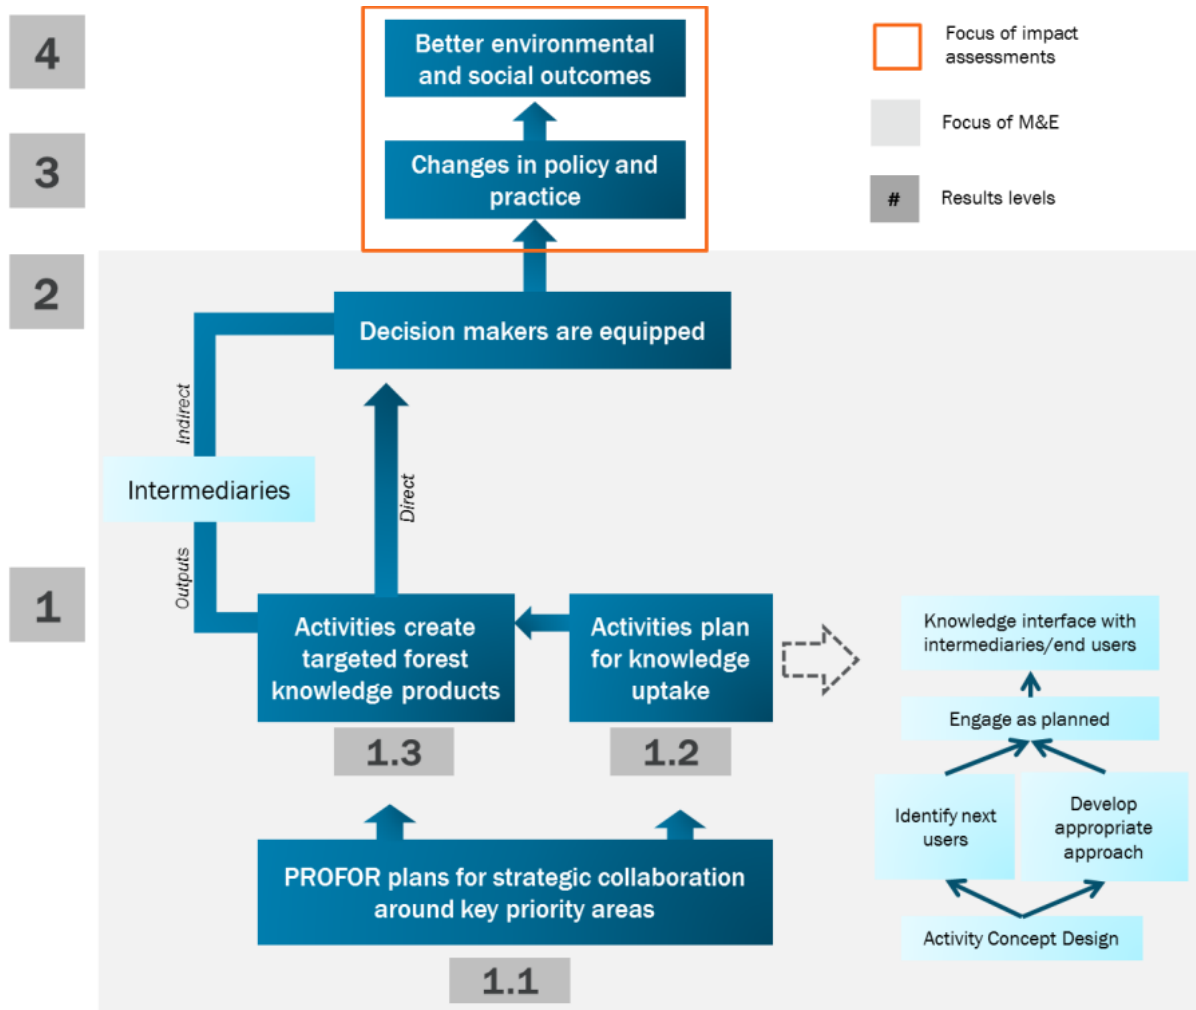 4
Better environmental
and social outcomes
Focus of impact
assessments
Focus of M&E
3
Changes in policy and
practice
#
Results levels
2
Decision makers are equipped
Indirect
Intermediaries
Direct
Outputs
1
Activities create
targeted forest
knowledge products
Activities plan
for knowledge
uptake
1.3
1.2
PROFOR plans for strategic collaboration
around key priority areas
1.1
Knowledge interface with
intermediaries/end users
Engage as planned
Identify next
users
Develop
appropriate
approach
Activity Concept Design